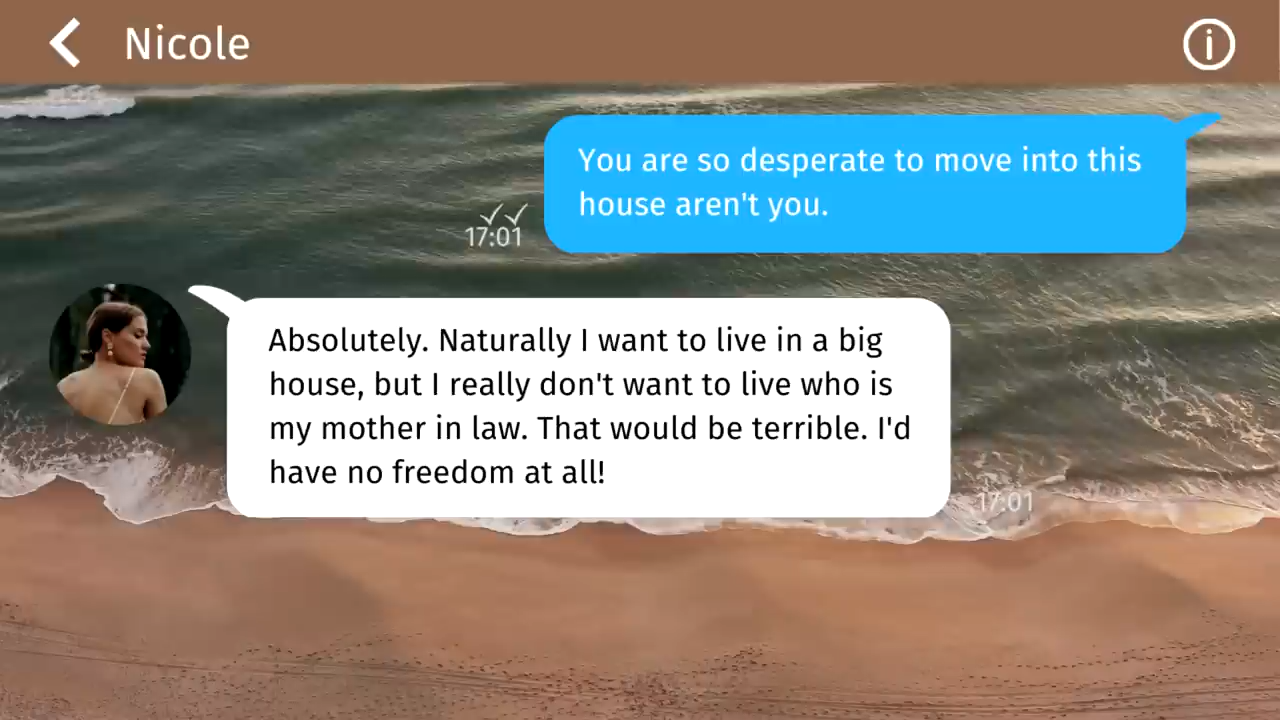 Nicole
You are so desperate to move into this
house aren't you.
17:01
Absolutely. Naturally I want to live in a big
house, but I really don't want to live who is
my mother in law. That would be terrible. I'd
have no freedom at all!
17:01